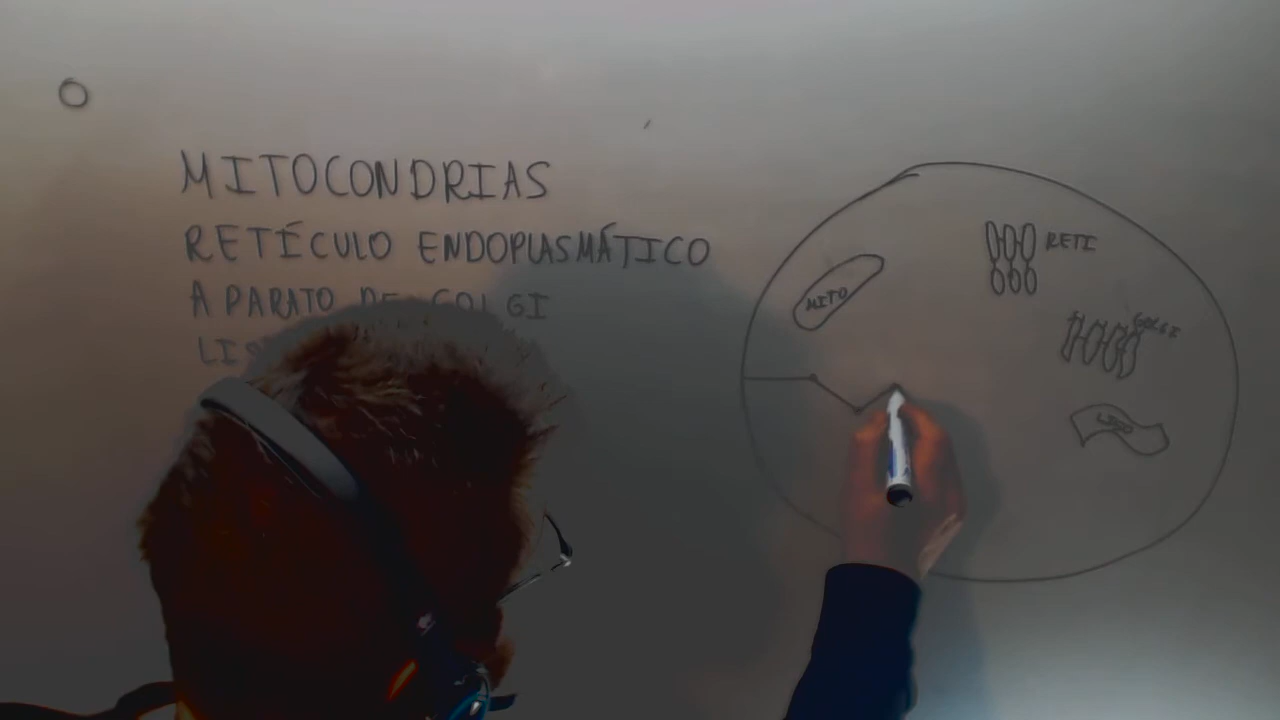 MITOCONDRIAS
RETÍCULO ENDOPLASMÁTICO
APARATO DE GOLGI
MITO
RETI
GOLGI